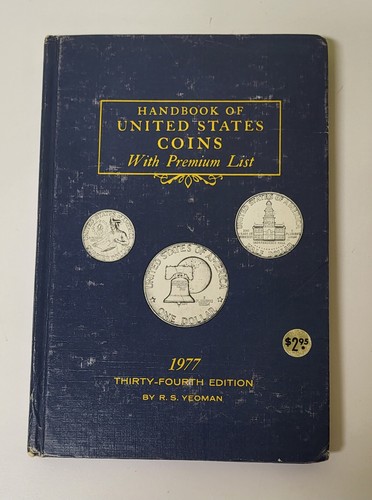 HANDBOOK OF
UNITED STATES
COINS
With Premium List
UNITED STATES OF AMERICA
ONE DOLLAR
$2.95
1977
THIRTY-FOURTH EDITION
BY R. S. YEOMAN